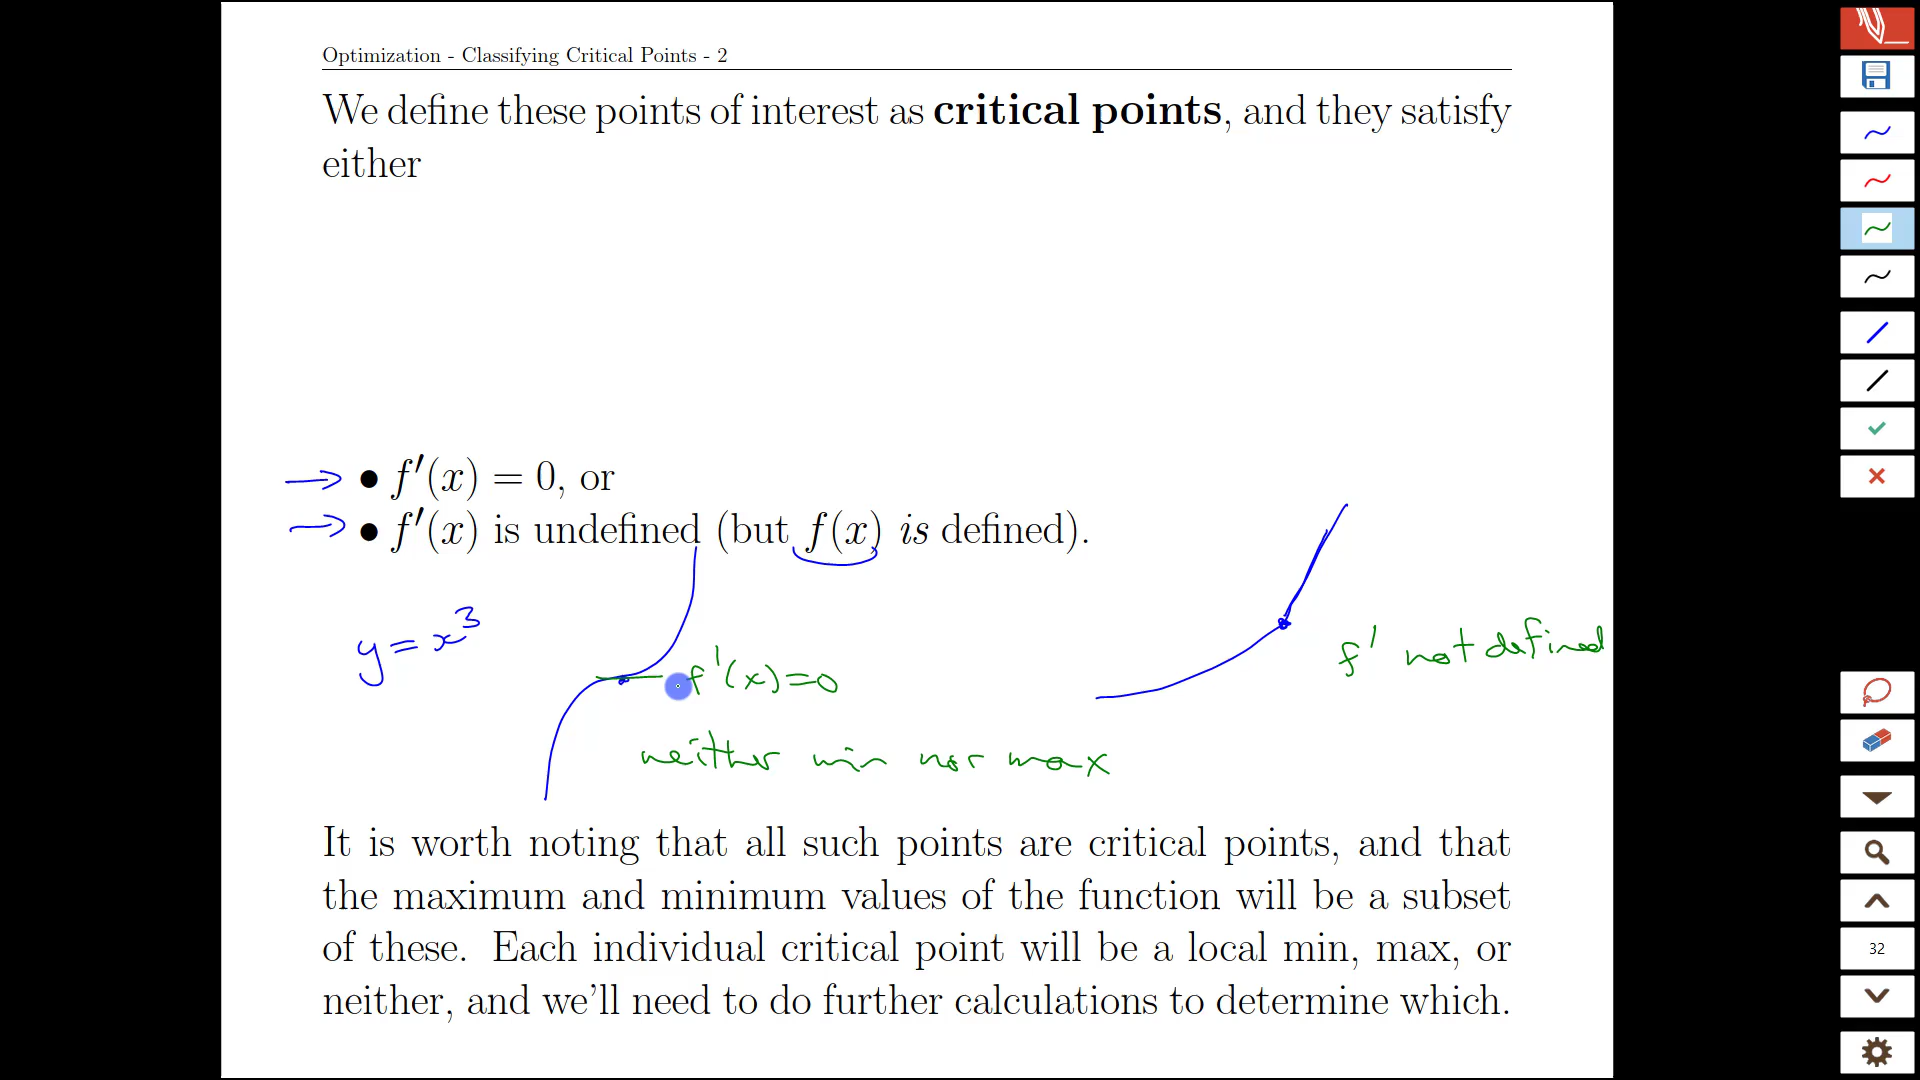 Optimization - Classifying Critical Points - 2
We define these points of interest as critical points, and they satisfy
either
→ • f′(x) = 0, or
→ • f′(x) is undefined (but f(x) is defined).
y = x³
f′(x)=0
f′ not defined
neither min nor max
It is worth noting that all such points are critical points, and that
the maximum and minimum values of the function will be a subset
of these. Each individual critical point will be a local min, max, or
neither, and we'll need to do further calculations to determine which.
32